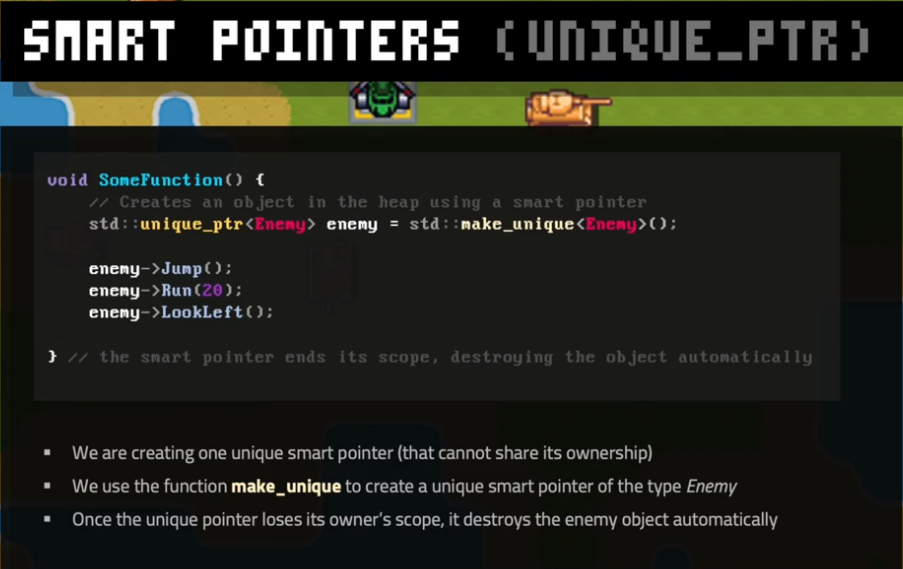 SMART POINTERS (UNIQUE_PTR)
void SomeFunction() {
// Creates an object in the heap using a smart pointer
std::unique_ptr<Enemy> enemy = std::make_unique<Enemy>();
enemy->Jump();
enemy->Run(20);
enemy->LookLeft();
} // the smart pointer ends its scope, destroying the object automatically
▪ We are creating one unique smart pointer (that cannot share its ownership)
▪ We use the function make_unique to create a unique smart pointer of the type Enemy
▪ Once the unique pointer loses its owner's scope, it destroys the enemy object automatically